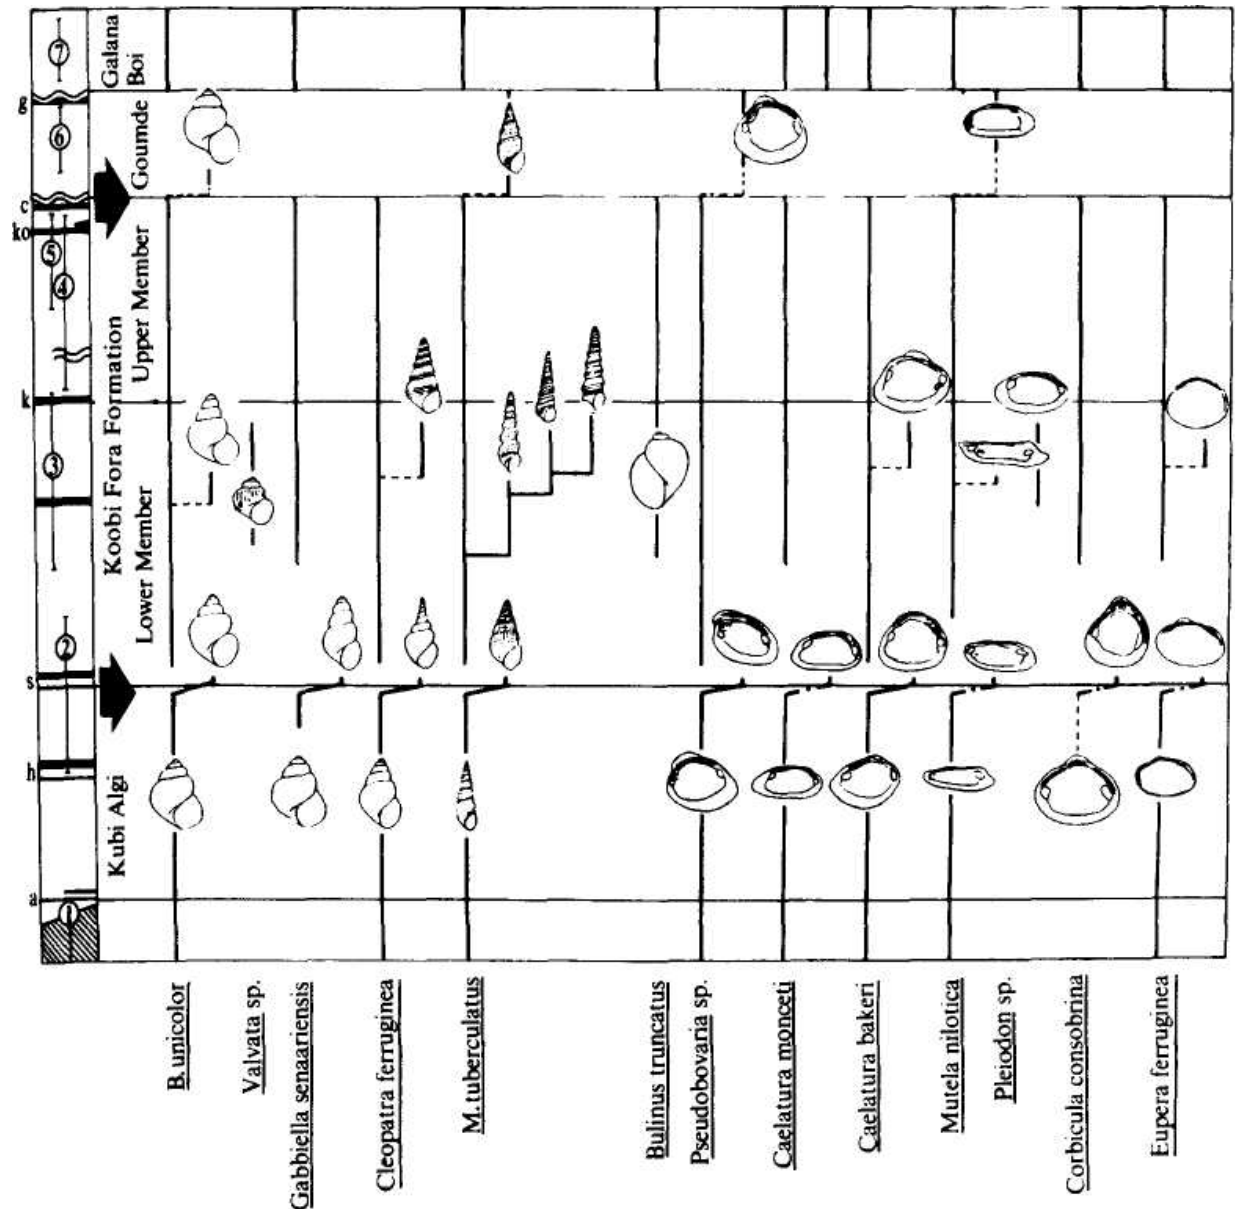 7
Galana
Boi
g
6
Goumde
c
ko
5
4
Upper Member
Koobi Fora Formation
k
3
Lower Member
2
s
h
Kubi Algi
a
1
B. unicolor
Valvata sp.
Gabbiella senaariensis
Cleopatra ferruginea
M. tuberculatus
Bulinus truncatus
Pseudobovaria sp.
Caelatura monceti
Caelatura bakeri
Mutela nilotica
Pleiodon sp.
Corbicula consobrina
Eupera ferruginea